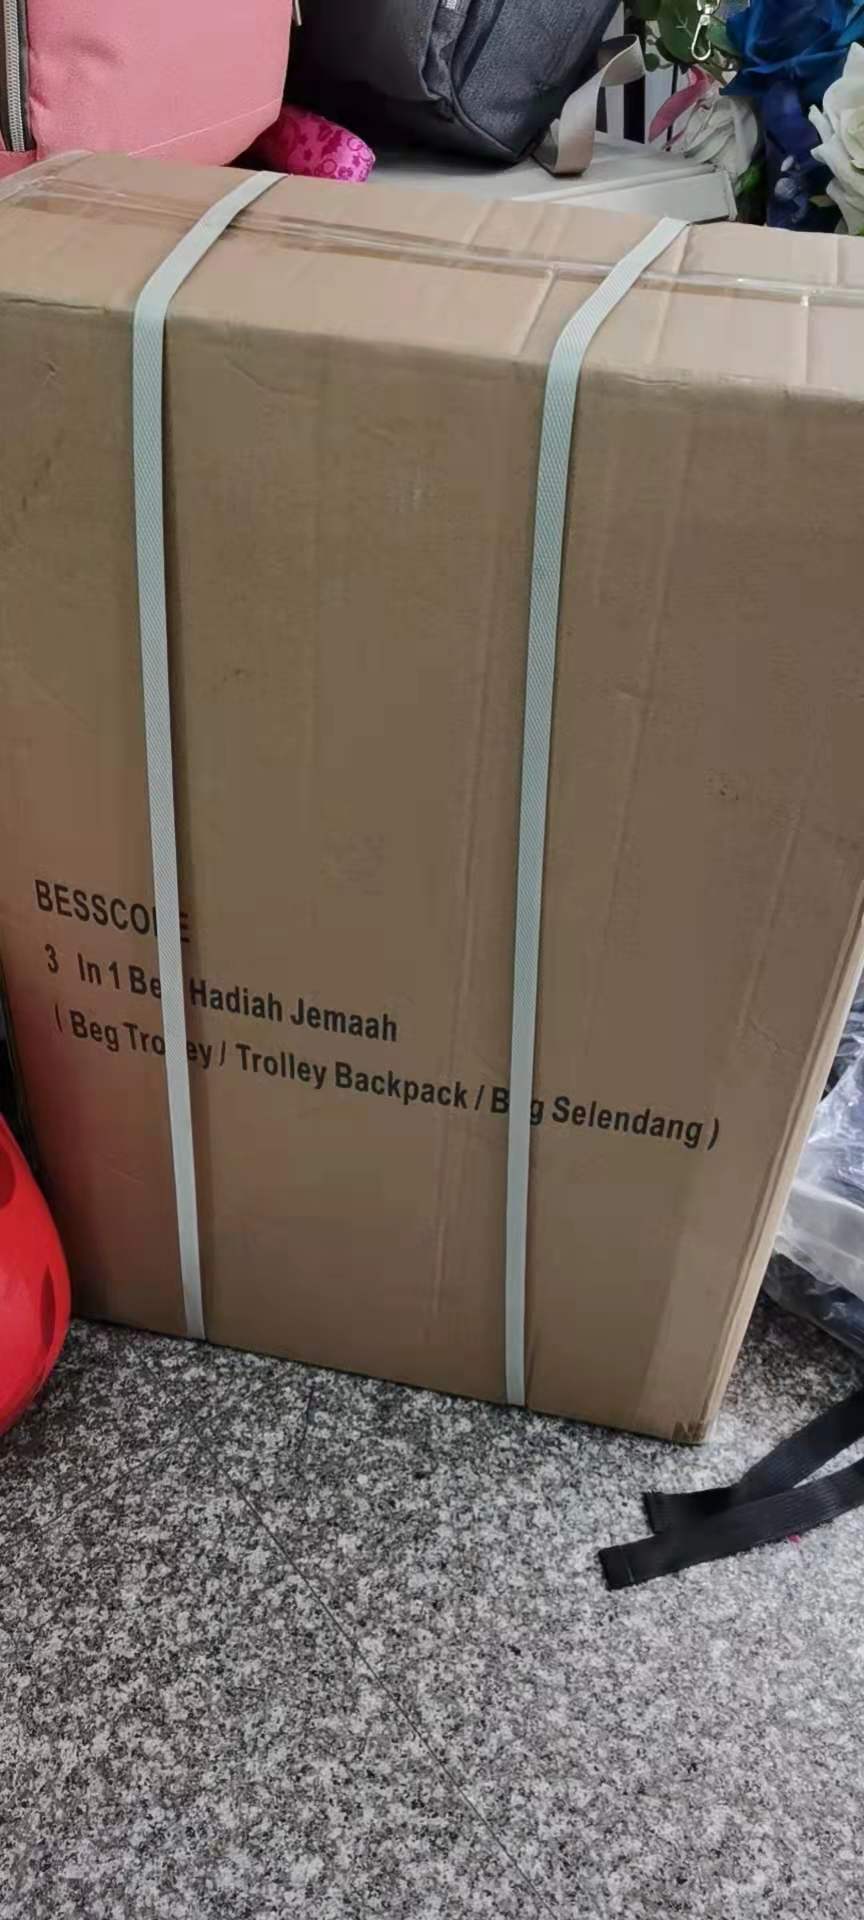 BESSCO E
3 In 1 Be Hadiah Jemaah
( Beg Tro ey / Trolley Backpack / B g Selendang )